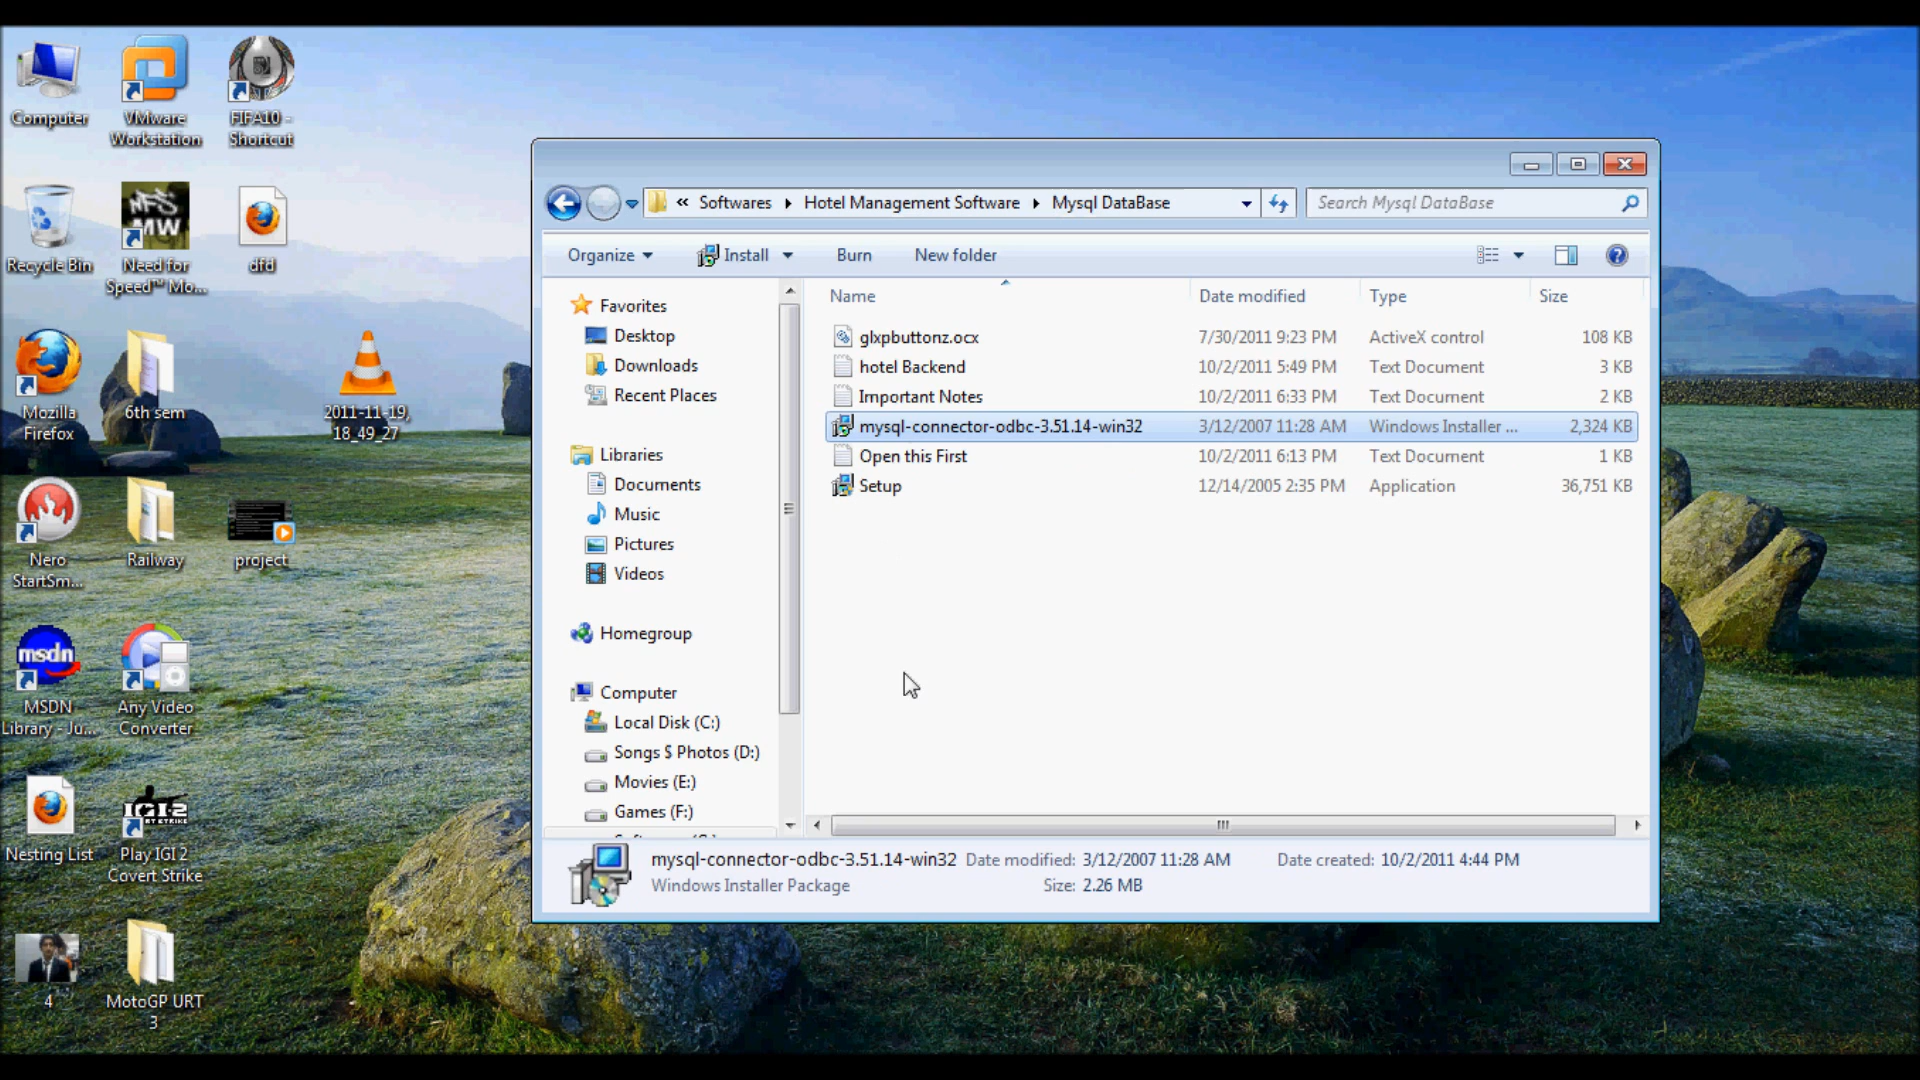 Computer
VMware
Workstation
FIFA10 -
Shortcut
Recycle Bin
NFS
MW
Need for
Speed™ Mo...
dfd
Mozilla
Firefox
6th sem
2011-11-19,
18_49_27
Nero
StartSm...
Railway
project
msdn
MSDN
Library - Ju...
Any Video
Converter
Nesting List
IGI·2
Play IGI 2
Covert Strike
4
MotoGP URT
3
« Softwares ▸ Hotel Management Software ▸ Mysql DataBase
Search Mysql DataBase
Organize Install Burn New folder
Favorites
Desktop
Downloads
Recent Places
Libraries
Documents
Music
Pictures
Videos
Homegroup
Computer
Local Disk (C:)
Songs $ Photos (D:)
Movies (E:)
Games (F:)
Name Date modified Type Size
glxpbuttonz.ocx 7/30/2011 9:23 PM ActiveX control 108 KB
hotel Backend 10/2/2011 5:49 PM Text Document 3 KB
Important Notes 10/2/2011 6:33 PM Text Document 2 KB
mysql-connector-odbc-3.51.14-win32 3/12/2007 11:28 AM Windows Installer ... 2,324 KB
Open this First 10/2/2011 6:13 PM Text Document 1 KB
Setup 12/14/2005 2:35 PM Application 36,751 KB
mysql-connector-odbc-3.51.14-win32 Date modified: 3/12/2007 11:28 AM Date created: 10/2/2011 4:44 PM
Windows Installer Package Size: 2.26 MB